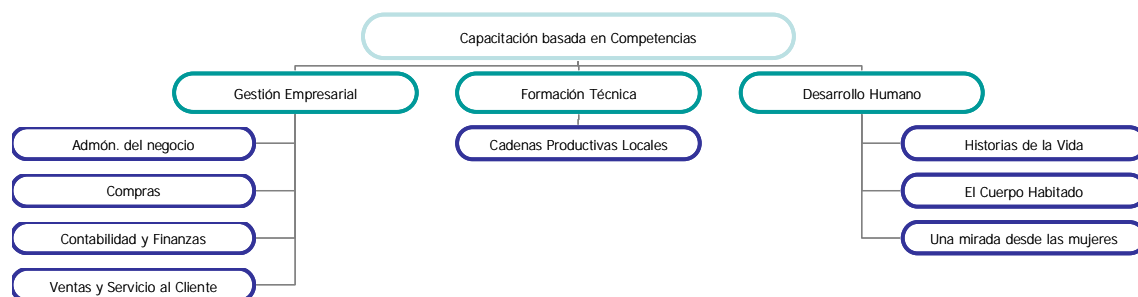 Capacitación basada en Competencias
Gestión Empresarial
Formación Técnica
Desarrollo Humano
Admón. del negocio
Cadenas Productivas Locales
Historias de la Vida
Compras
El Cuerpo Habitado
Contabilidad y Finanzas
Una mirada desde las mujeres
Ventas y Servicio al Cliente